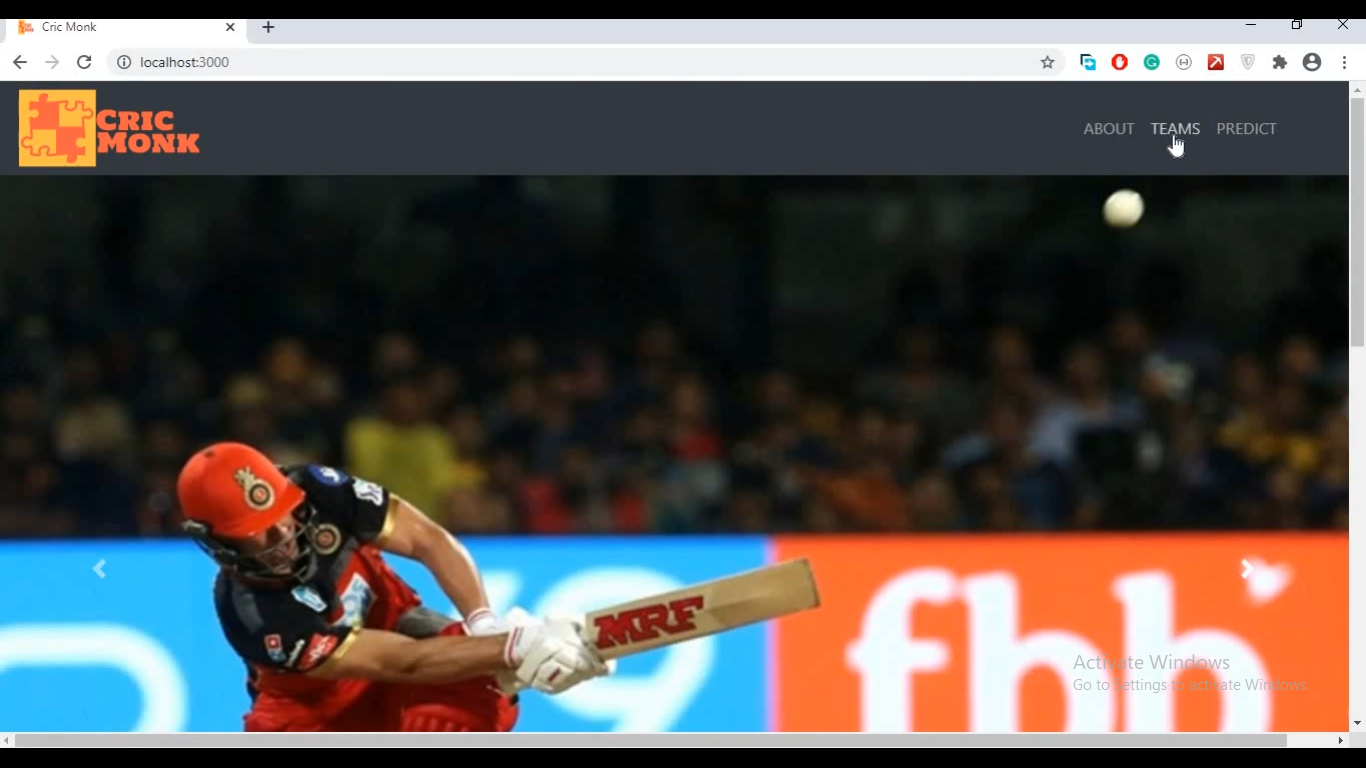 Cric Monk
localhost:3000
CRIC
MONK
ABOUT TEAMS PREDICT
MRF
fbb
Activate Windows
Go to Settings to activate Windows.